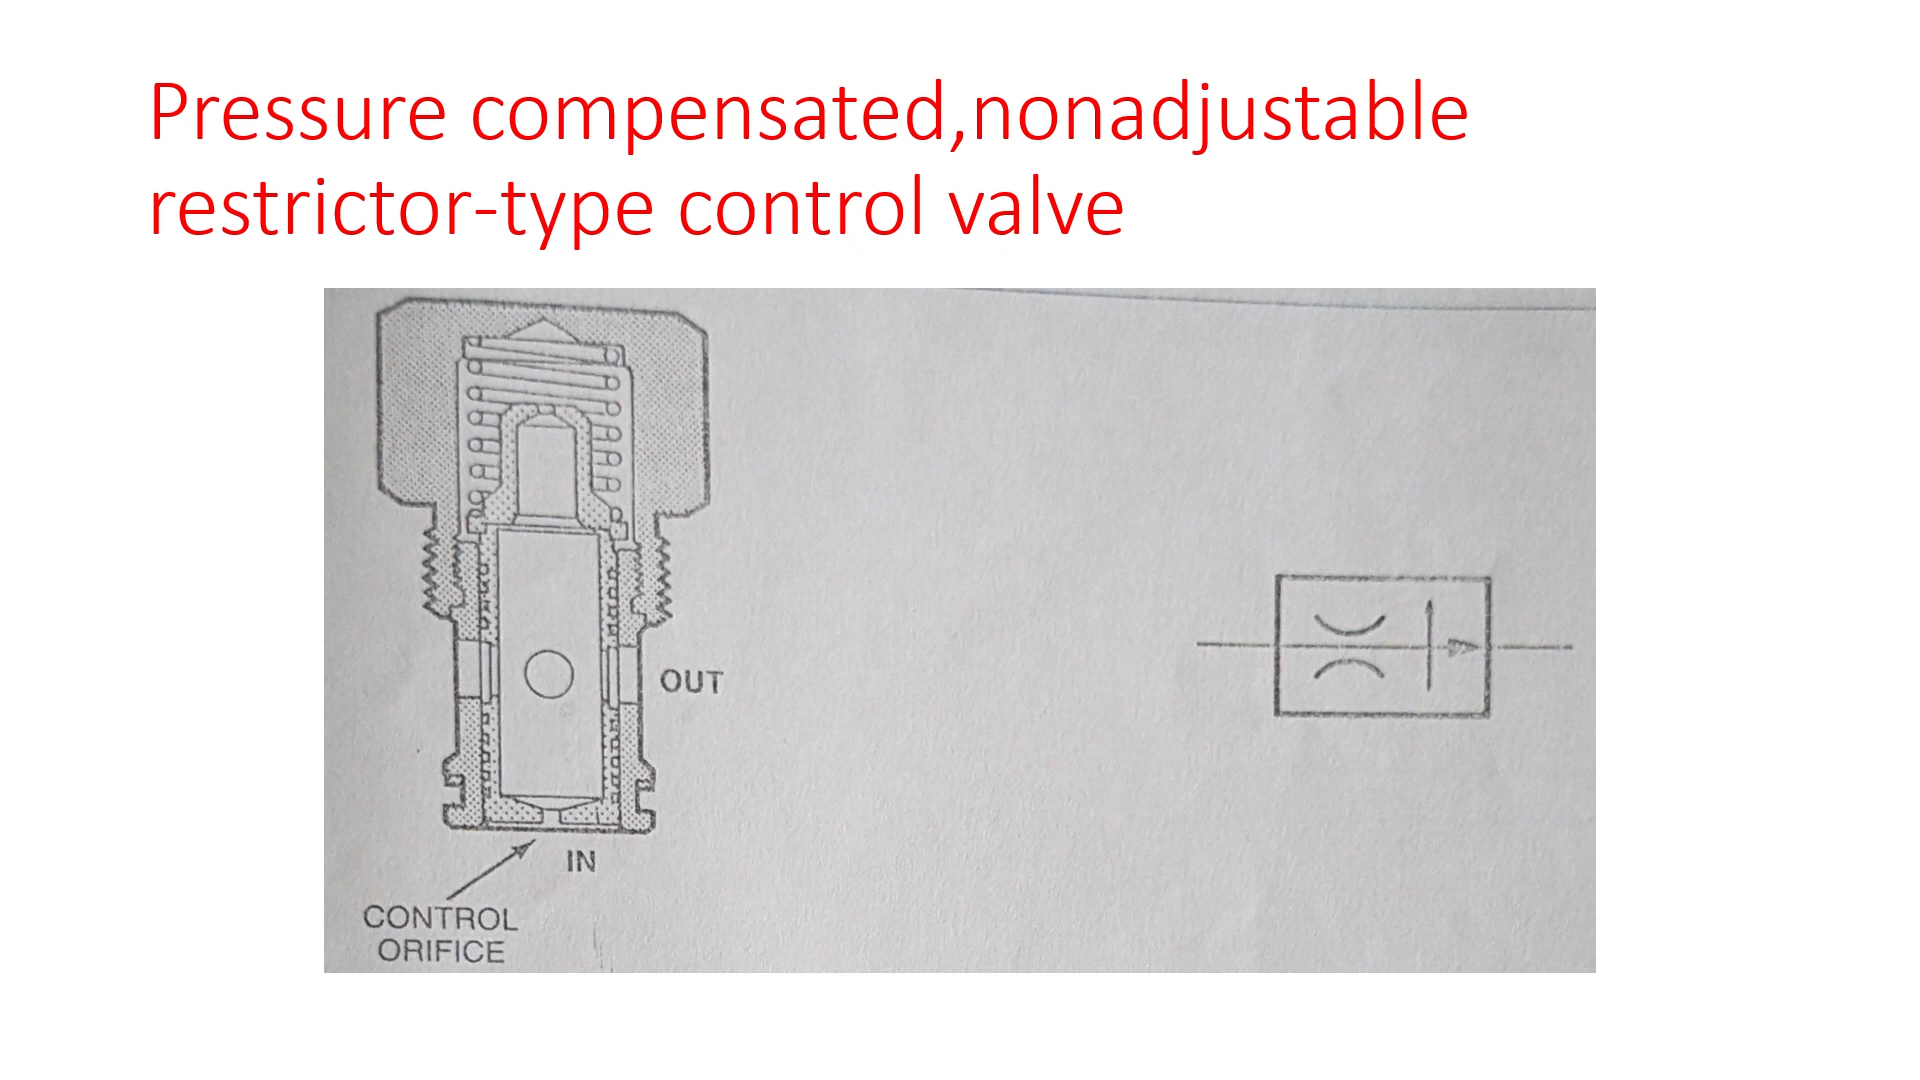 Pressure compensated,nonadjustable
restrictor-type control valve
OUT
IN
CONTROL
ORIFICE